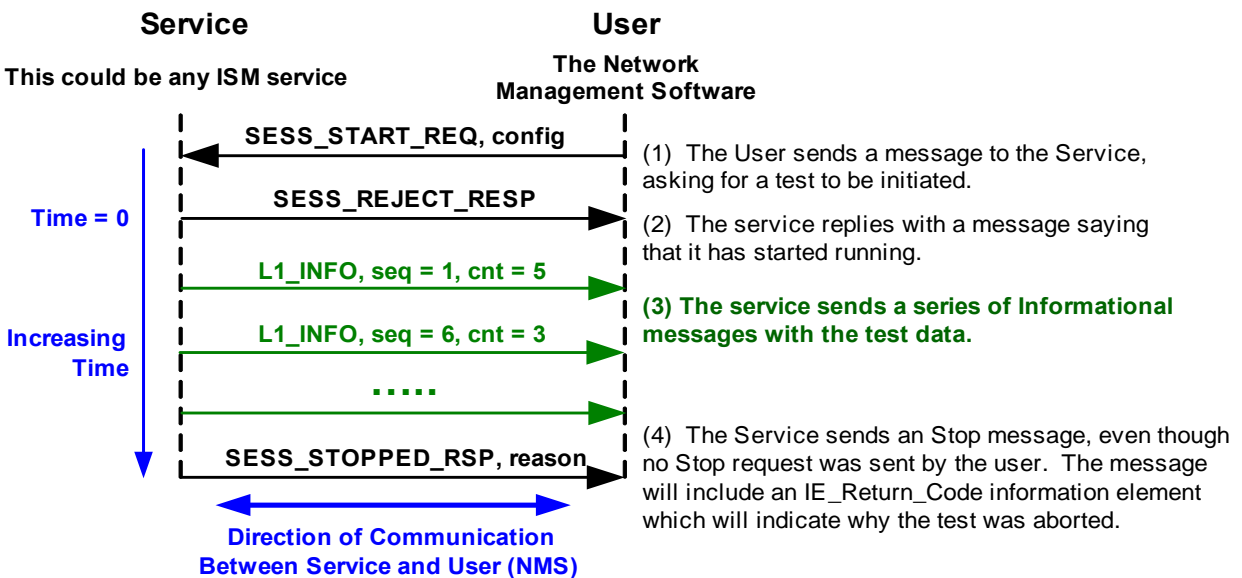 Service
User
This could be any ISM service
The Network
Management Software
SESS_START_REQ, config
(1) The User sends a message to the Service,
asking for a test to be initiated.
Time = 0
SESS_REJECT_RESP
(2) The service replies with a message saying
that it has started running.
L1_INFO, seq = 1, cnt = 5
(3) The service sends a series of Informational
messages with the test data.
Increasing
Time
L1_INFO, seq = 6, cnt = 3
.....
SESS_STOPPED_RSP, reason
(4) The Service sends an Stop message, even though
no Stop request was sent by the user. The message
will include an IE_Return_Code information element
which will indicate why the test was aborted.
Direction of Communication
Between Service and User (NMS)